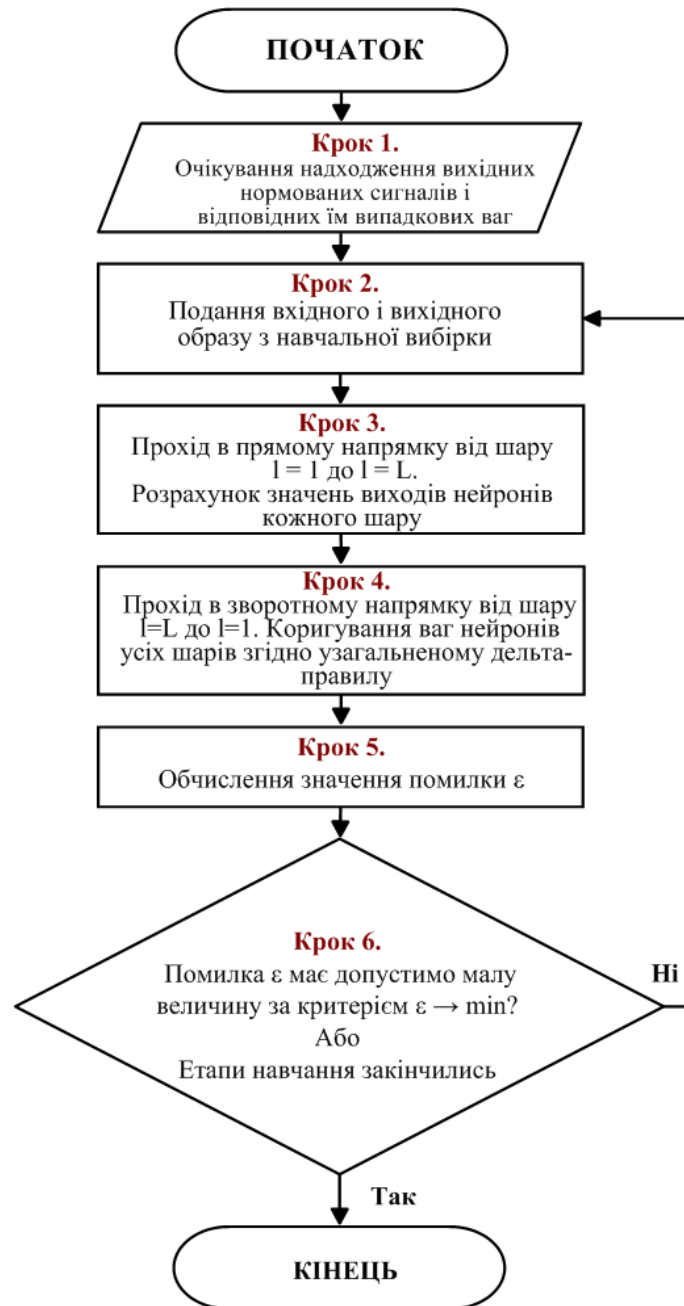 ПОЧАТОК
Крок 1.
Очікування надходження вихідних
нормованих сигналів і
відповідних їм випадкових ваг
Крок 2.
Подання вхідного і вихідного
образу з навчальної вибірки
Крок 3.
Прохід в прямому напрямку від шару
l = 1 до l = L.
Розрахунок значень виходів нейронів
кожного шару
Крок 4.
Прохід в зворотному напрямку від шару
l=L до l=1. Коригування ваг нейронів
усіх шарів згідно узагальненому дельта-
правилу
Крок 5.
Обчислення значення помилки ε
Крок 6.
Помилка ε має допустимо малу
величину за критерієм ε → min?
Або
Етапи навчання закінчились
Ні
Так
КІНЕЦЬ